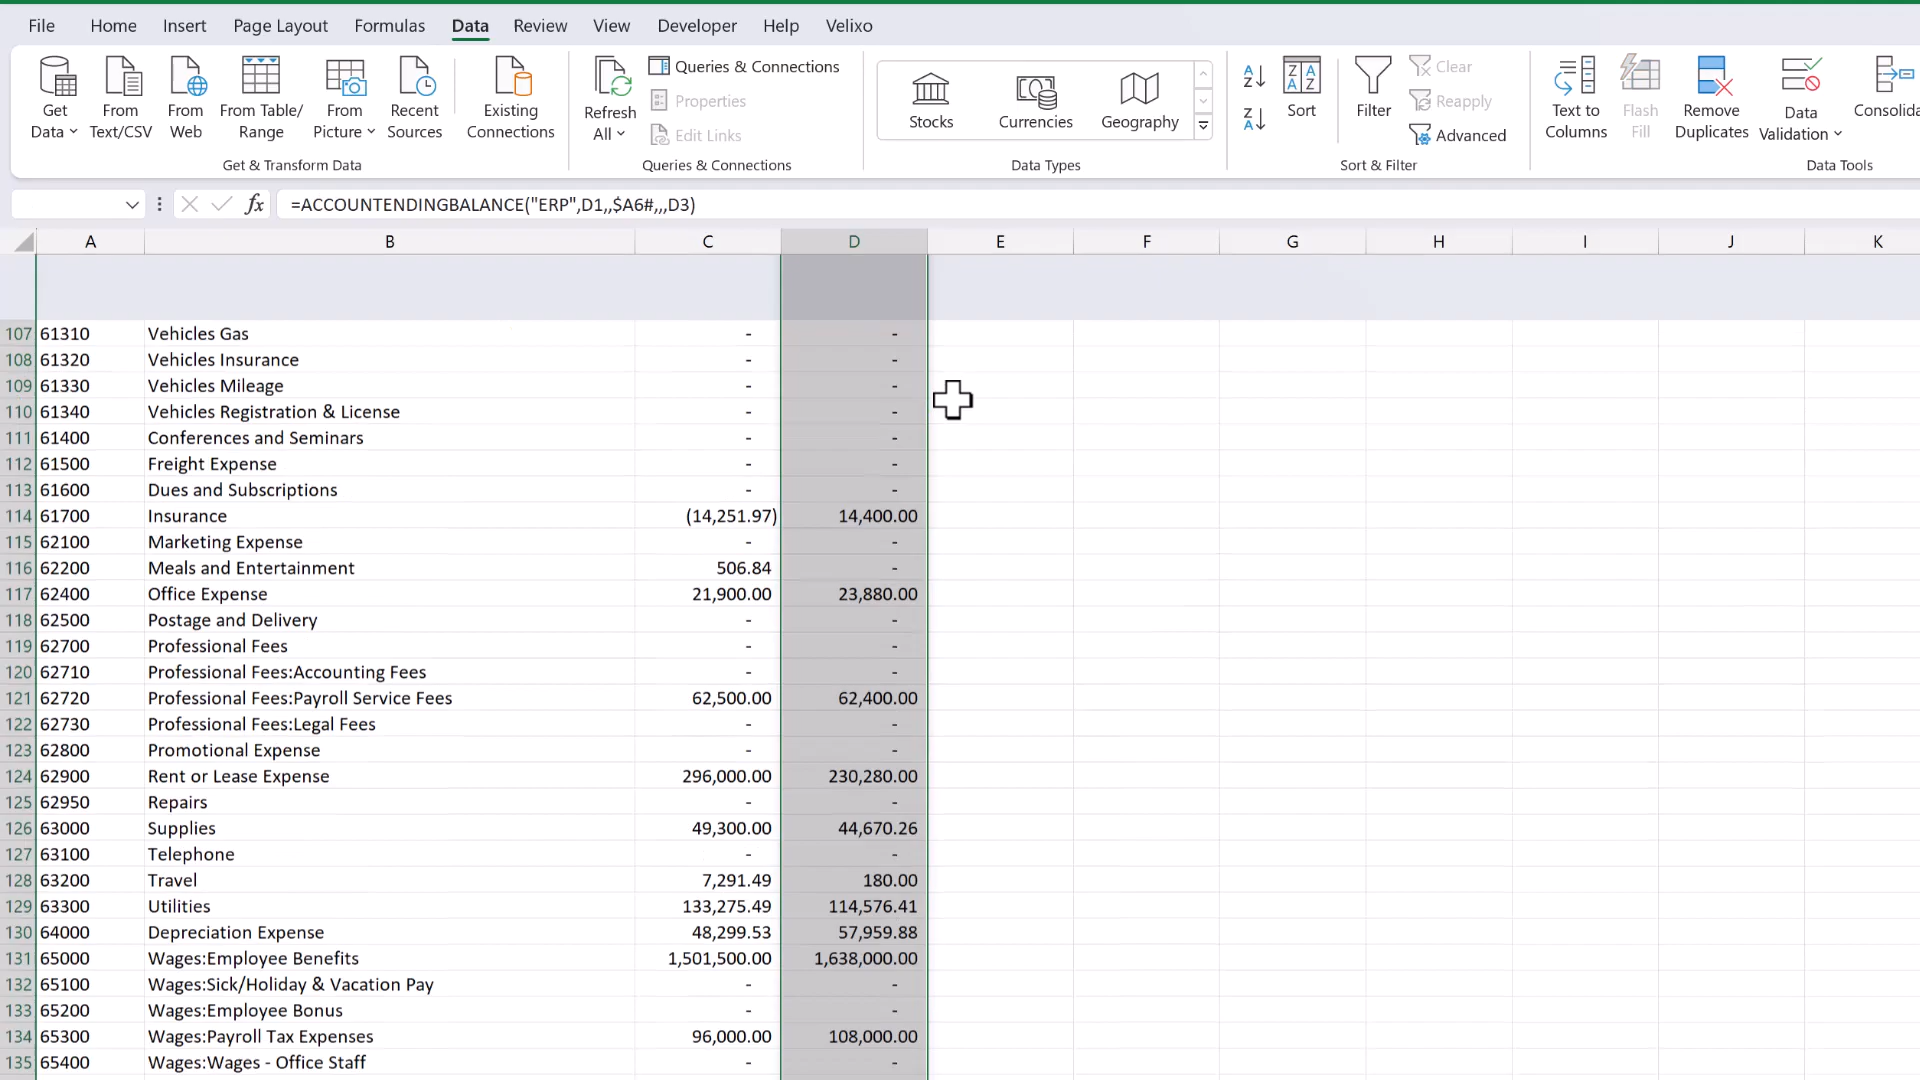 File Home Insert Page Layout Formulas Data Review View Developer Help Velixo
Get Data
From Text/CSV
From Web
From Table/ Range
From Picture
Recent Sources
Existing Connections
Get & Transform Data
Refresh All
Queries & Connections
Properties
Edit Links
Queries & Connections
Stocks
Currencies
Geography
Data Types
Sort
Filter
Clear
Reapply
Advanced
Sort & Filter
Text to Columns
Flash Fill
Remove Duplicates
Data Validation
Consolida
Data Tools
fx =ACCOUNTENDINGBALANCE("ERP",D1,,$A6#,,,D3)
A B C D E F G H I J K
107 61310 Vehicles Gas - -
108 61320 Vehicles Insurance - -
109 61330 Vehicles Mileage - -
110 61340 Vehicles Registration & License - -
111 61400 Conferences and Seminars - -
112 61500 Freight Expense - -
113 61600 Dues and Subscriptions - -
114 61700 Insurance (14,251.97) 14,400.00
115 62100 Marketing Expense - -
116 62200 Meals and Entertainment 506.84 -
117 62400 Office Expense 21,900.00 23,880.00
118 62500 Postage and Delivery - -
119 62700 Professional Fees - -
120 62710 Professional Fees:Accounting Fees - -
121 62720 Professional Fees:Payroll Service Fees 62,500.00 62,400.00
122 62730 Professional Fees:Legal Fees - -
123 62800 Promotional Expense - -
124 62900 Rent or Lease Expense 296,000.00 230,280.00
125 62950 Repairs - -
126 63000 Supplies 49,300.00 44,670.26
127 63100 Telephone - -
128 63200 Travel 7,291.49 180.00
129 63300 Utilities 133,275.49 114,576.41
130 64000 Depreciation Expense 48,299.53 57,959.88
131 65000 Wages:Employee Benefits 1,501,500.00 1,638,000.00
132 65100 Wages:Sick/Holiday & Vacation Pay - -
133 65200 Wages:Employee Bonus - -
134 65300 Wages:Payroll Tax Expenses 96,000.00 108,000.00
135 65400 Wages:Wages - Office Staff - -